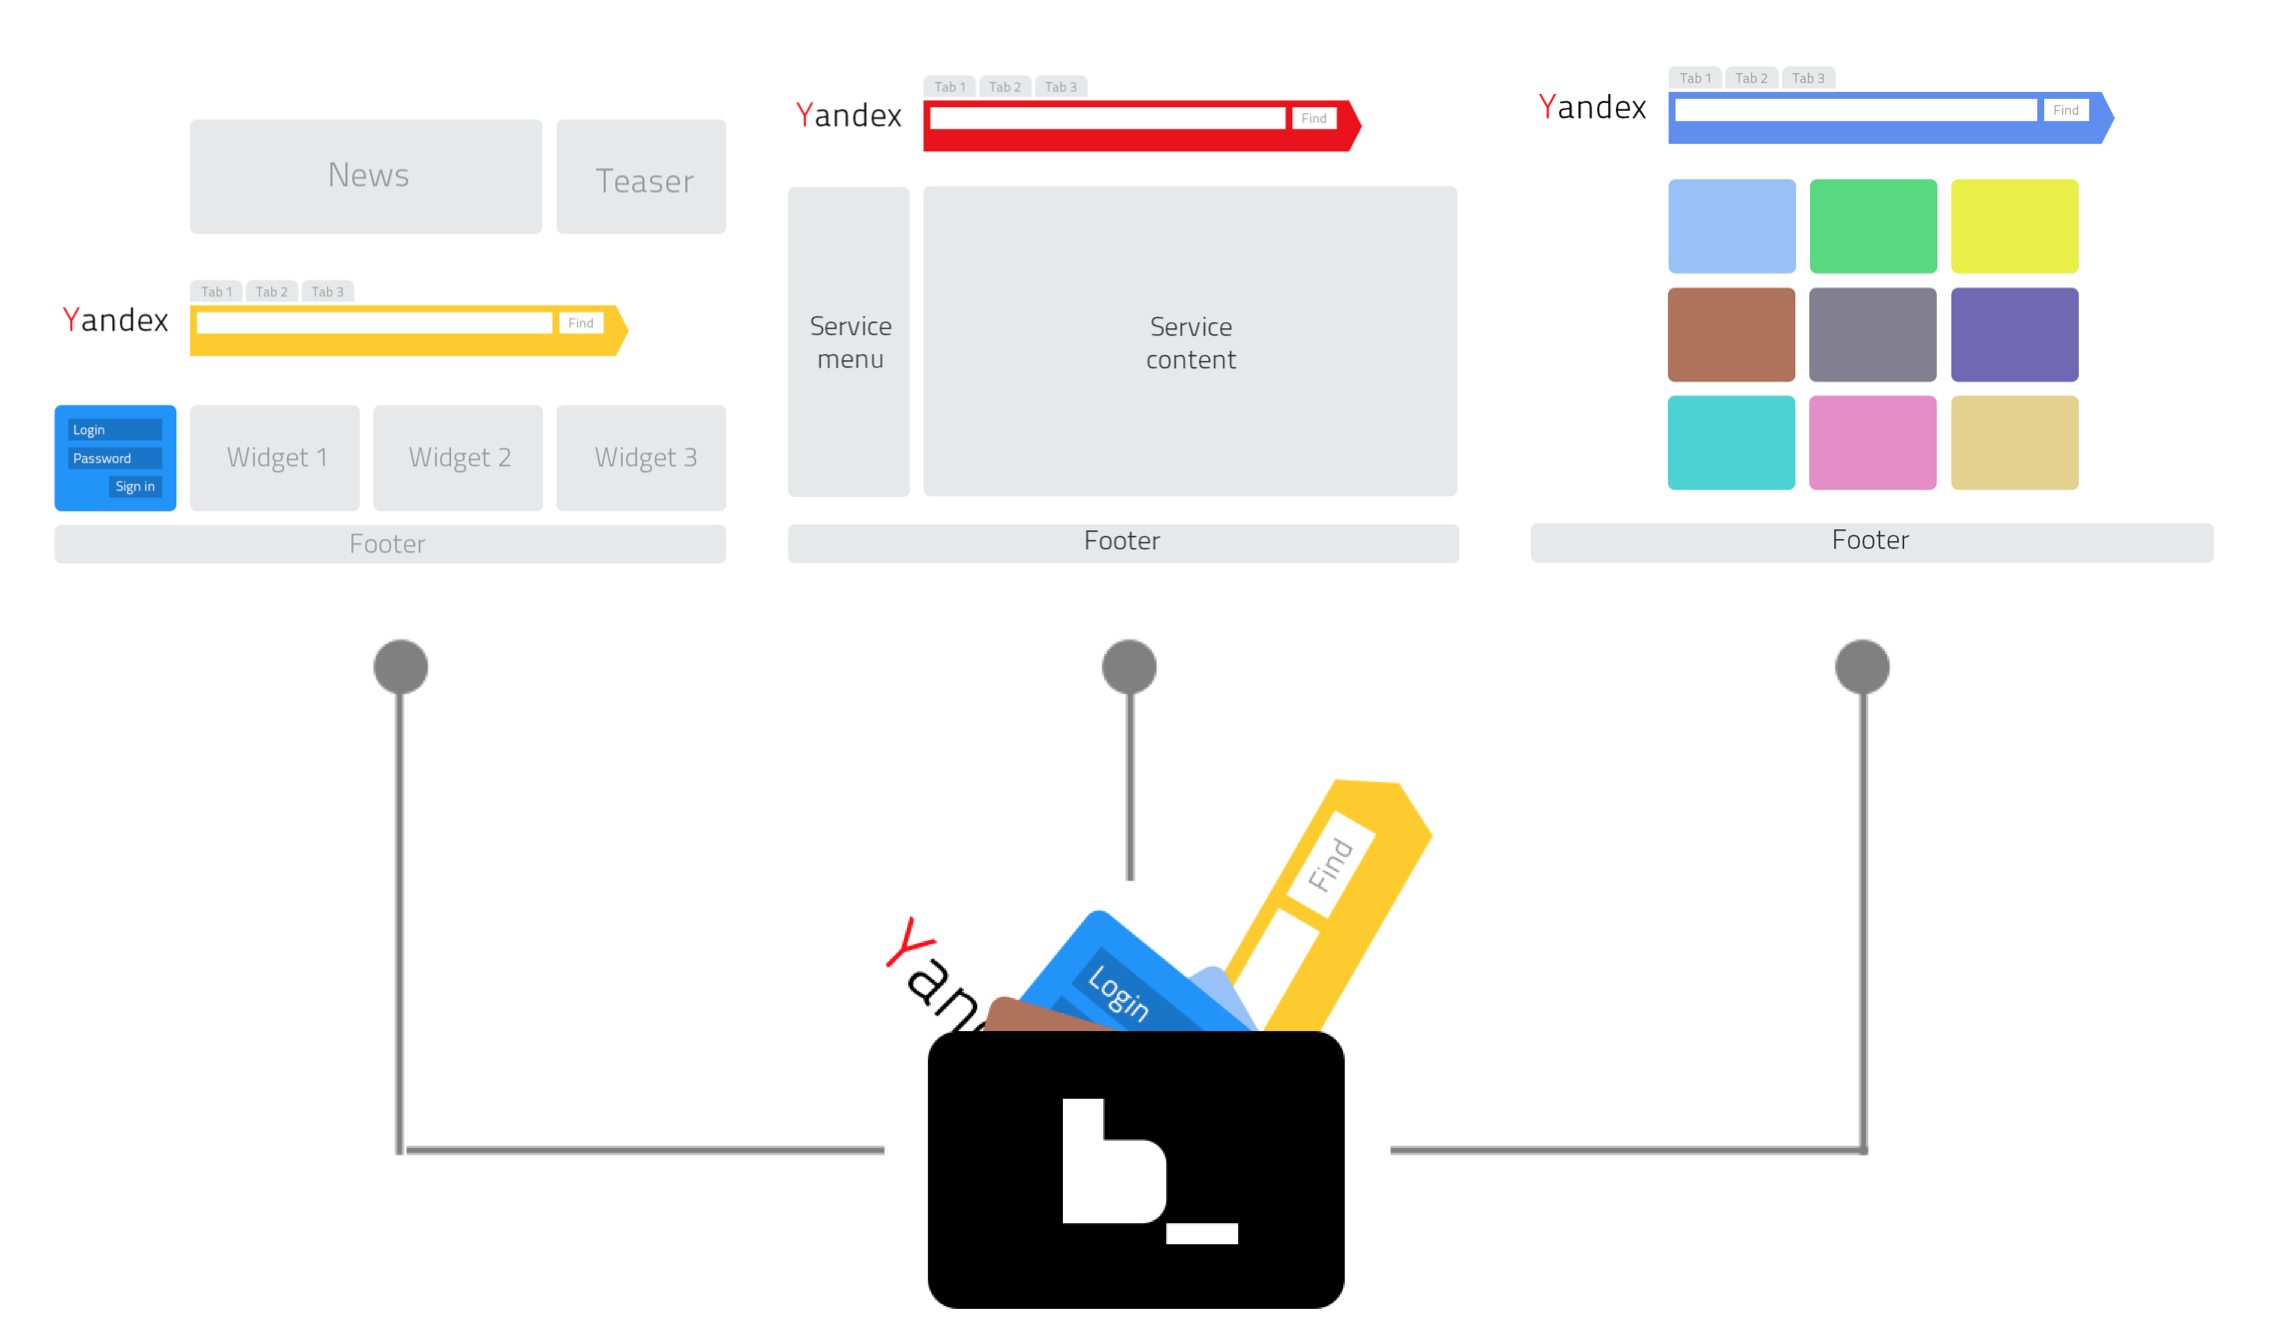 News
Teaser
Tab 1 Tab 2 Tab 3
Yandex
Find
Login
Password
Sign in
Widget 1
Widget 2
Widget 3
Footer
Tab 1 Tab 2 Tab 3
Yandex
Find
Service
menu
Service
content
Footer
Tab 1 Tab 2 Tab 3
Yandex
Find
Footer
Find
Login
Yan
b_